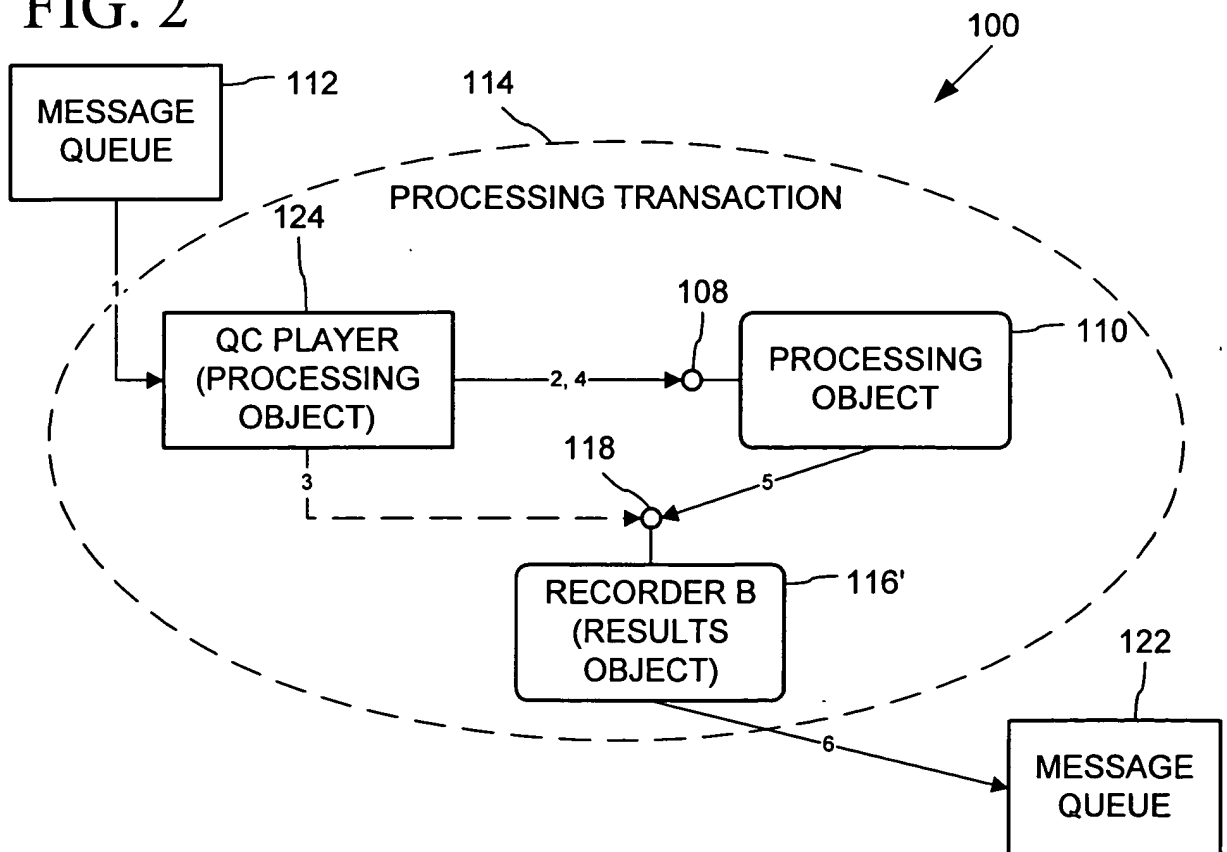 FIG. 2
100
112
114
MESSAGE
QUEUE
PROCESSING TRANSACTION
124
1
108
110
QC PLAYER
(PROCESSING
OBJECT)
2, 4
PROCESSING
OBJECT
118
3
5
116'
RECORDER B
(RESULTS
OBJECT)
122
6
MESSAGE
QUEUE